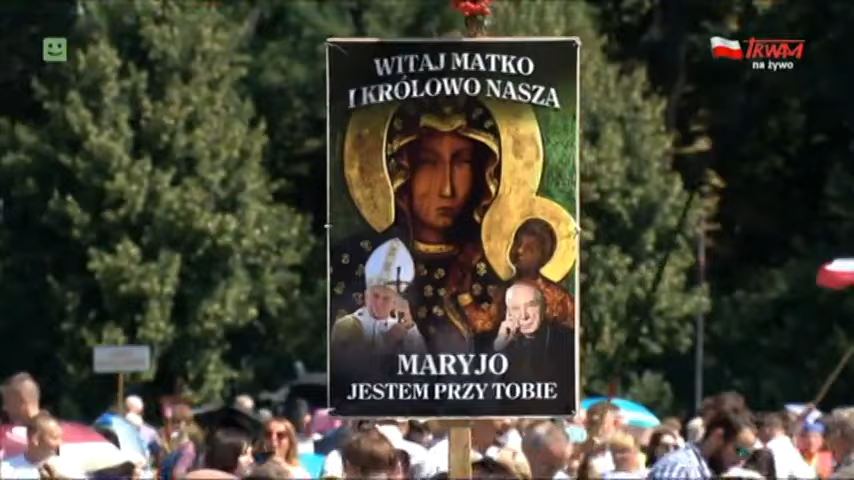 WITAJ MATKO
I KRÓLOWO NASZA
MARYJO
JESTEM PRZY TOBIE
TRWAM
na żywo